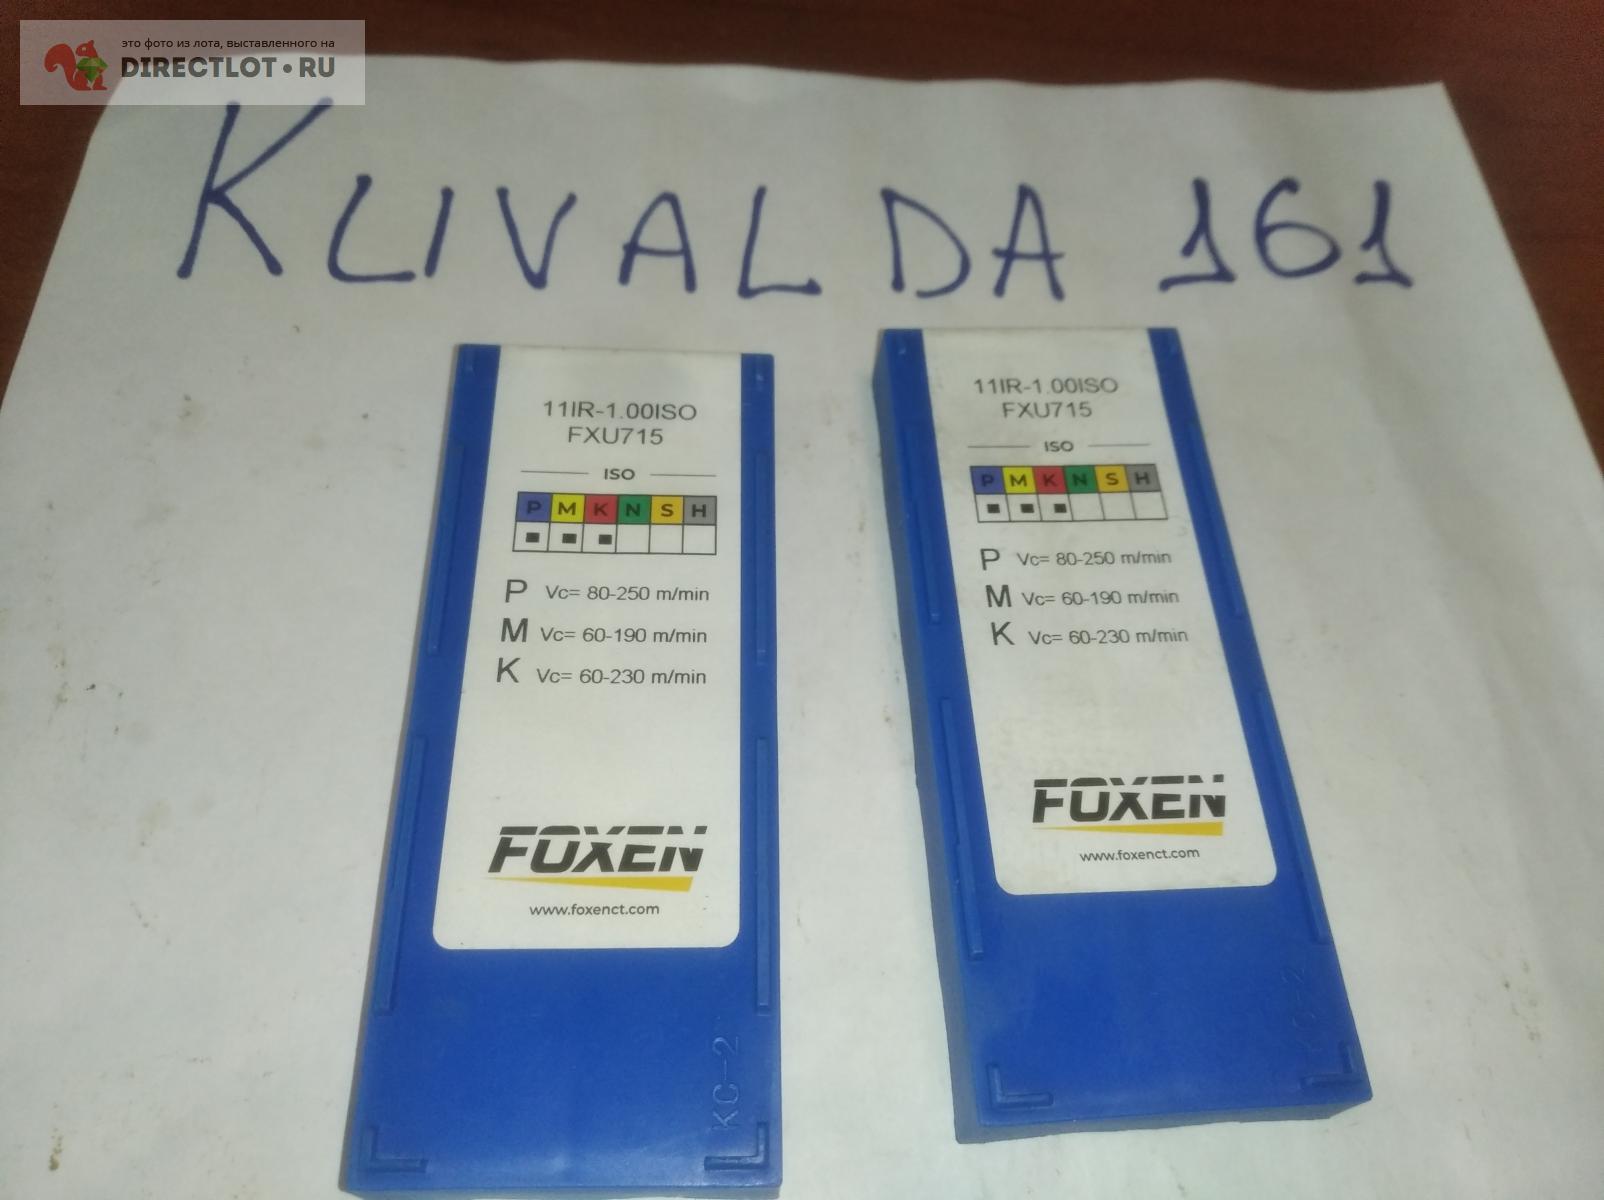 это фото из лота, выставленного на
DIRECTLOT•RU
KLIVALDA 161
11IR-1.00ISO
FXU715
ISO
P M K N S H
P Vc= 80-250 m/min
M Vc= 60-190 m/min
K Vc= 60-230 m/min
FOXEN
www.foxenct.com
KC-2
11IR-1.00ISO
FXU715
ISO
P M K N S H
P Vc= 80-250 m/min
M Vc= 60-190 m/min
K Vc= 60-230 m/min
FOXEN
www.foxenct.com